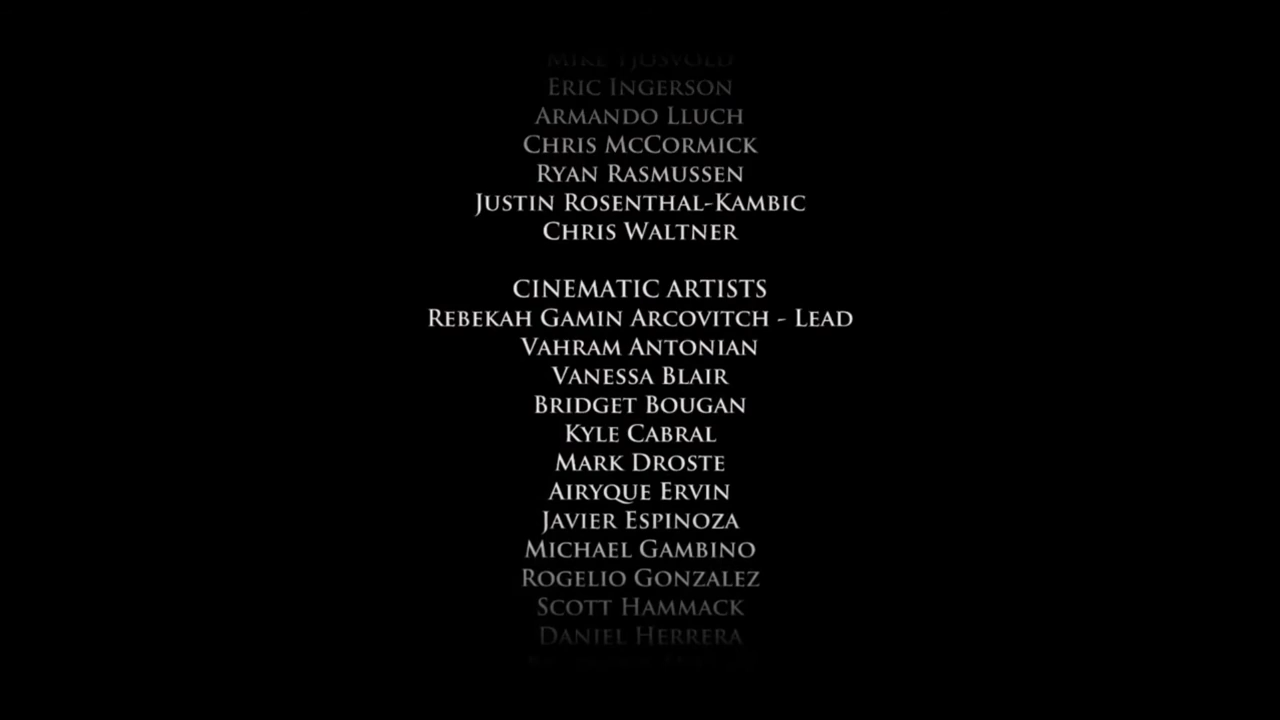 Mike Tjosvold
Eric Ingerson
Armando Lluch
Chris McCormick
Ryan Rasmussen
Justin Rosenthal-Kambic
Chris Waltner
CINEMATIC ARTISTS
Rebekah Gamin Arcovitch - Lead
Vahram Antonian
Vanessa Blair
Bridget Bougan
Kyle Cabral
Mark Droste
Airyque Ervin
Javier Espinoza
Michael Gambino
Rogelio Gonzalez
Scott Hammack
Daniel Herrera